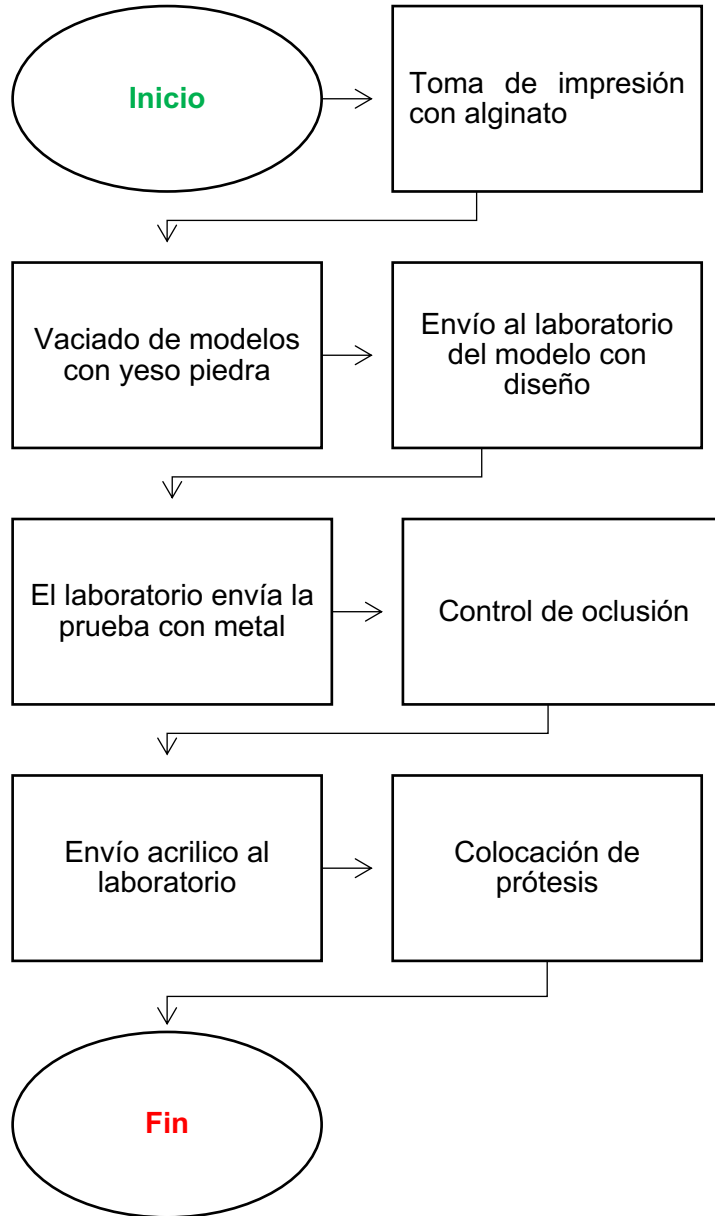 Inicio
Toma de impresión
con alginato
Vaciado de modelos
con yeso piedra
Envío al laboratorio
del modelo con
diseño
El laboratorio envía la
prueba con metal
Control de oclusión
Envío acrilico al
laboratorio
Colocación de
prótesis
Fin